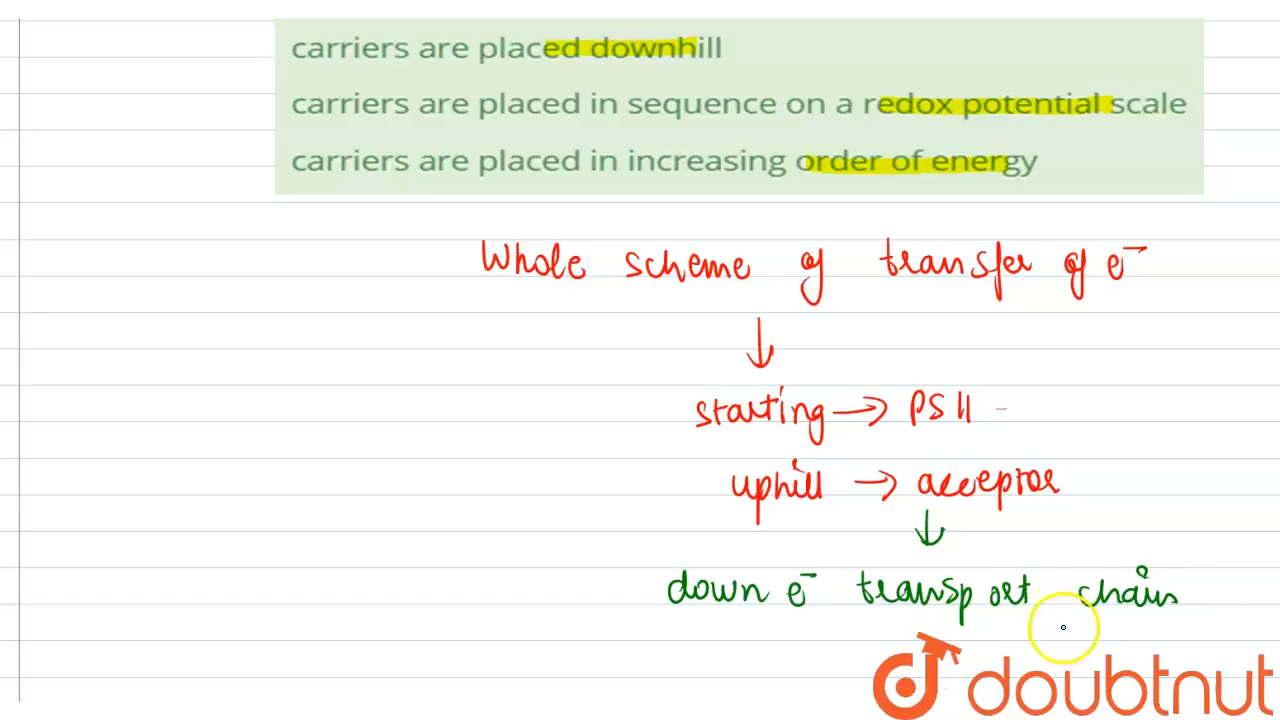 carriers are placed downhill
carriers are placed in sequence on a redox potential scale
carriers are placed in increasing order of energy
Whole scheme of transfer of e⁻
↓
starting → PS II -
uphill → acceptor
↓
down e⁻ transport chain
doubtnut